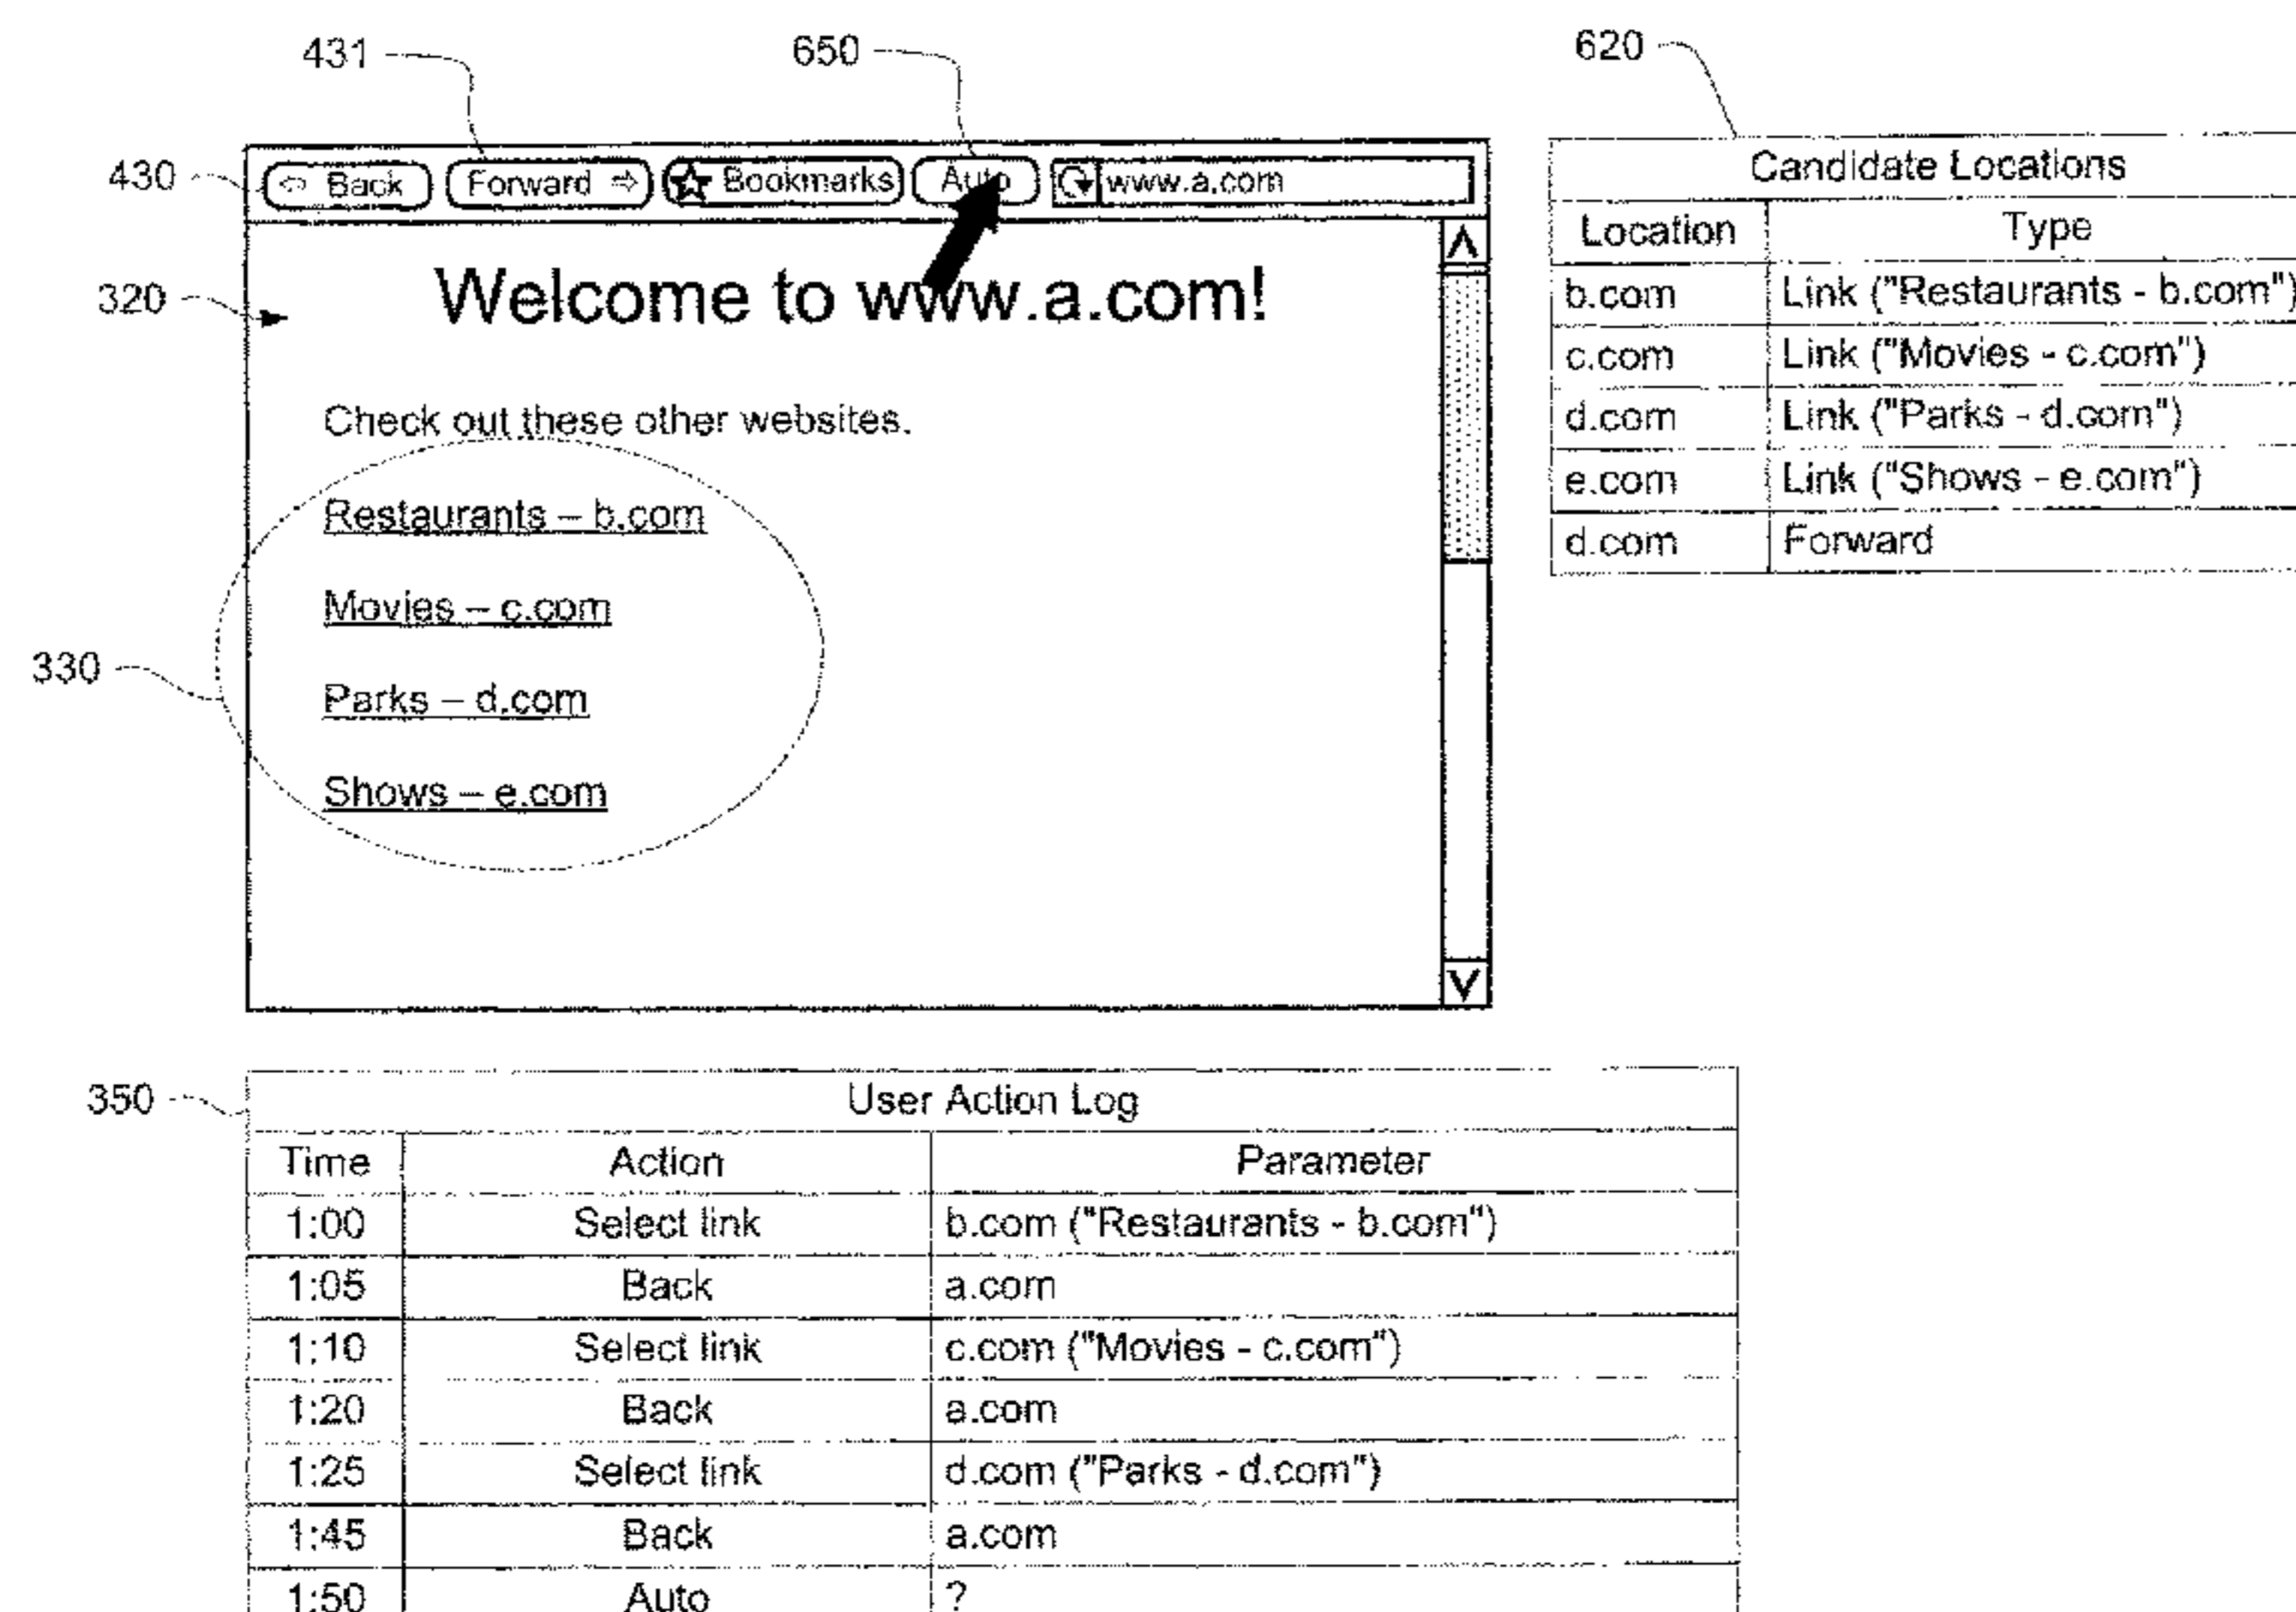 431
650
620
430
Back Forward Bookmarks Auto www.a.com
320
Welcome to www.a.com!
Check out these other websites.
Restaurants – b.com
Movies – c.com
330
Parks – d.com
Shows – e.com
Candidate Locations
Location Type
b.com Link ("Restaurants - b.com")
c.com Link ("Movies - c.com")
d.com Link ("Parks - d.com")
e.com Link ("Shows - e.com")
d.com Forward
350
User Action Log
Time Action Parameter
1:00 Select link b.com ("Restaurants - b.com")
1:05 Back a.com
1:10 Select link c.com ("Movies - c.com")
1:20 Back a.com
1:25 Select link d.com ("Parks - d.com")
1:45 Back a.com
1:50 Auto ?